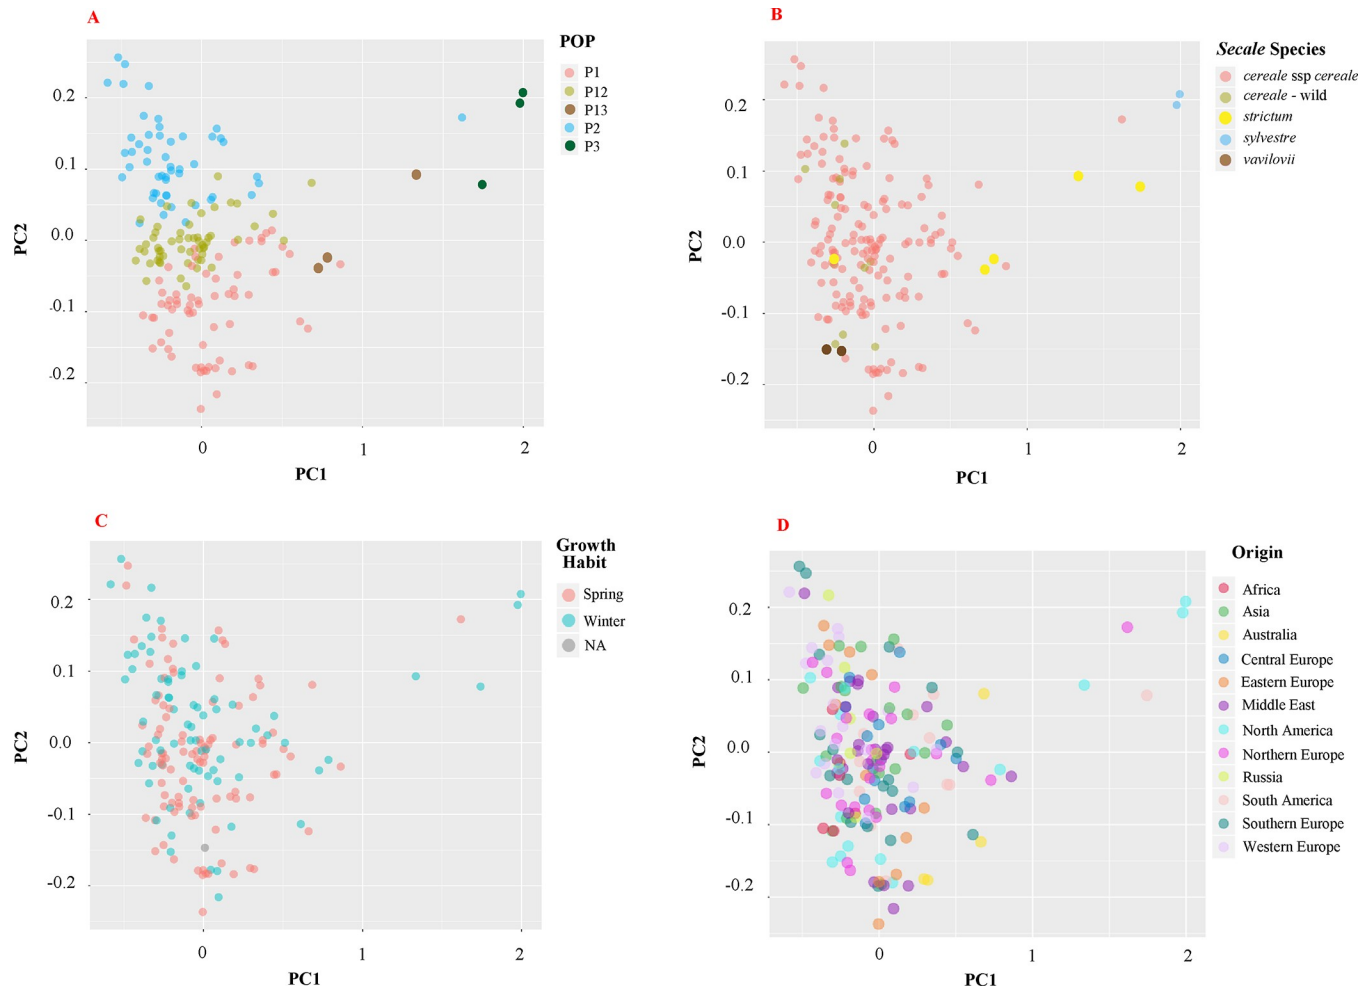 A
POP
P1
P12
P13
P2
P3
0.2
0.1
0.0
-0.1
-0.2
PC2
0
1
2
PC1
B
Secale Species
cereale ssp cereale
cereale - wild
strictum
sylvestre
vavilovii
0.2
0.1
0.0
-0.1
-0.2
PC2
0
1
2
PC1
C
Growth
Habit
Spring
Winter
NA
0.2
0.1
0.0
-0.1
-0.2
PC2
0
1
2
PC1
D
Origin
Africa
Asia
Australia
Central Europe
Eastern Europe
Middle East
North America
Northern Europe
Russia
South America
Southern Europe
Western Europe
0.2
0.1
0.0
-0.1
-0.2
PC2
0
1
2
PC1